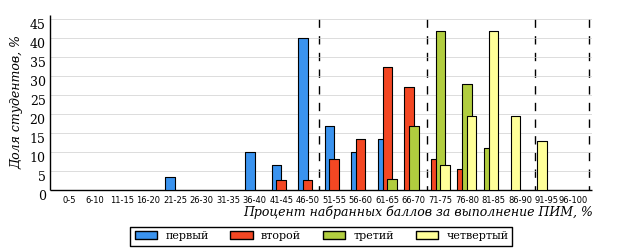 Доля студентов, %
45
40
35
30
25
20
15
10
5
0
0-5 6-10 11-15 16-20 21-25 26-30 31-35 36-40 41-45 46-50 51-55 56-60 61-65 66-70 71-75 76-80 81-85 86-90 91-95 96-100
Процент набранных баллов за выполнение ПИМ, %
первый второй третий четвертый